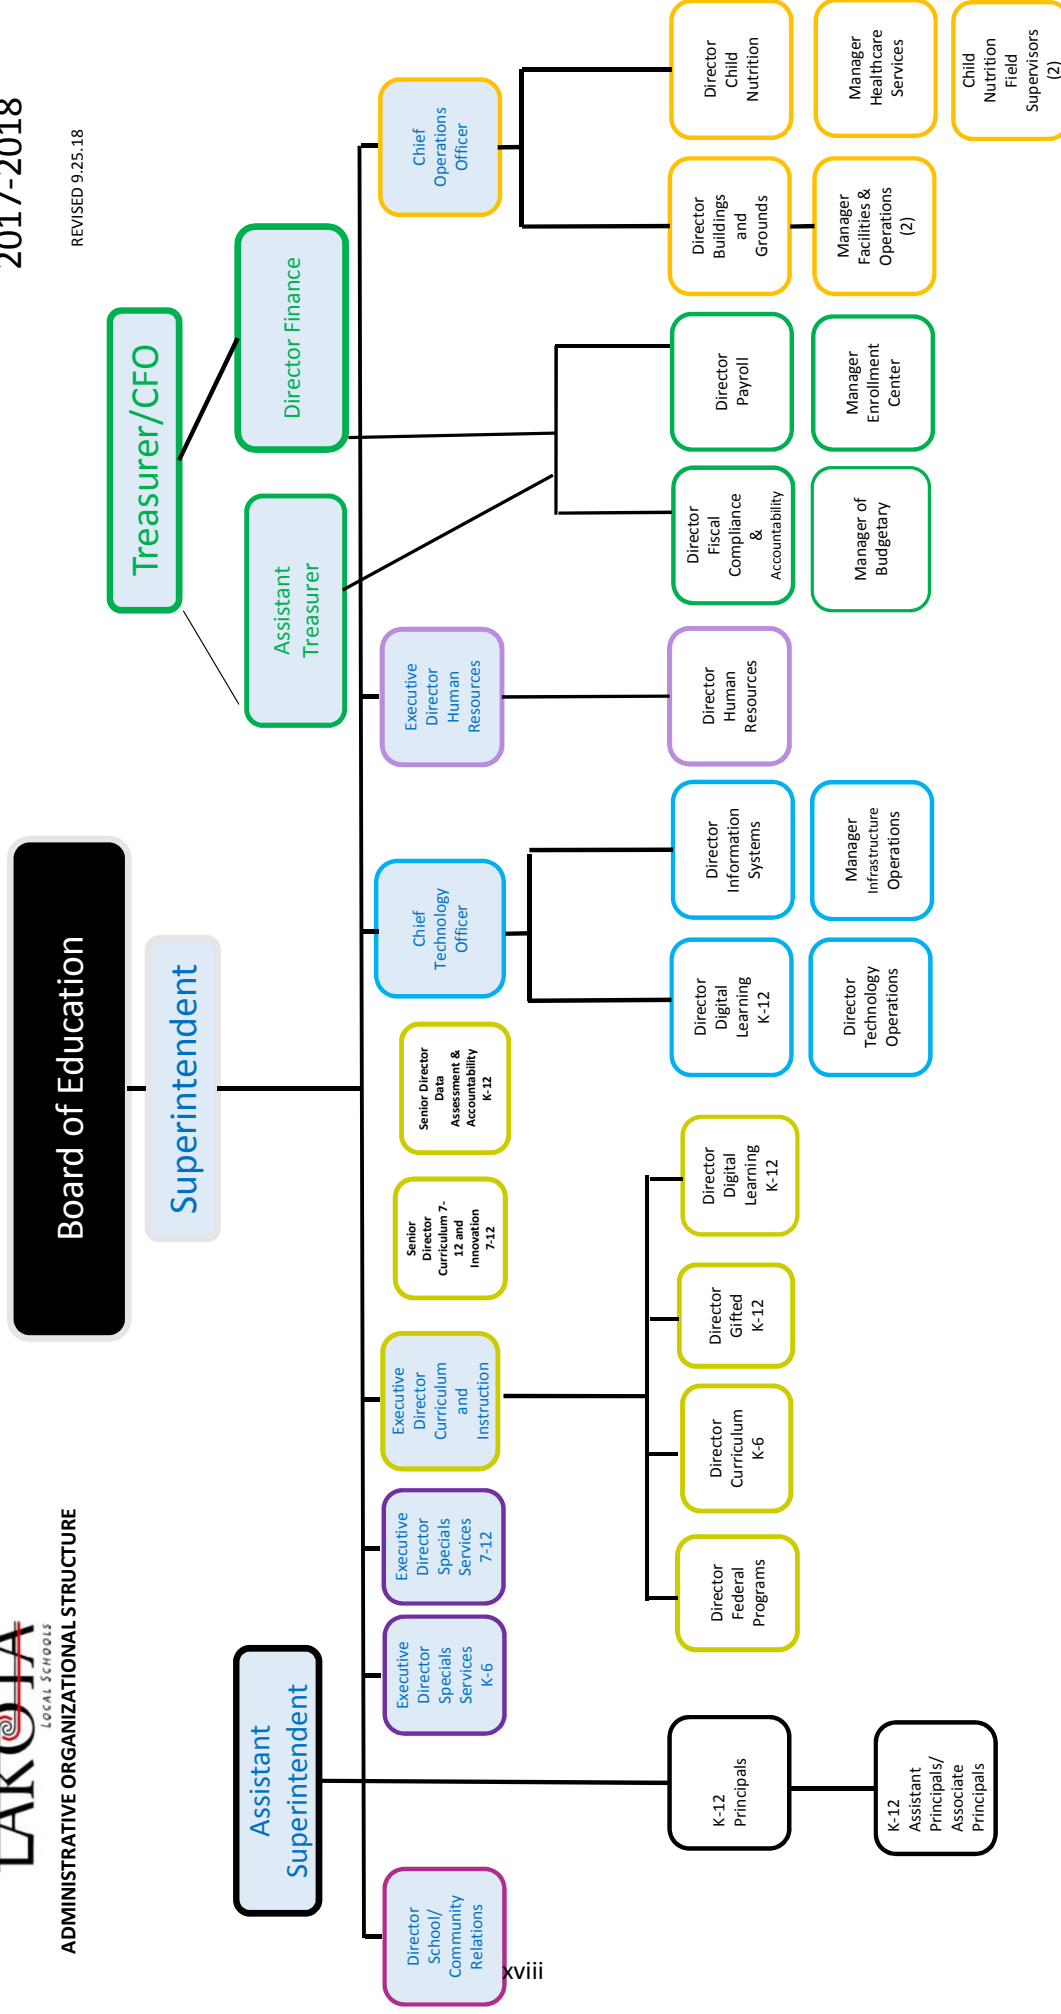 LAKOTA
LOCAL SCHOOLS
ADMINISTRATIVE ORGANIZATIONAL STRUCTURE
2017-2018
REVISED 9.25.18
Board of Education
Superintendent
Treasurer/CFO
Assistant
Treasurer
Director Finance
Assistant
Superintendent
Director
School/
Community
Relations
Executive
Director
Specials
Services
K-6
Executive
Director
Specials
Services
7-12
Executive
Director
Curriculum
and
Instruction
Senior
Director
Curriculum 7-
12 and
Innovation
7-12
Senior Director
Data
Assessment &
Accountability
K-12
Chief
Technology
Officer
Executive
Director
Human
Resources
Chief
Operations
Officer
K-12
Principals
K-12
Assistant
Principals/
Associate
Principals
Director
Federal
Programs
Director
Curriculum
K-6
Director
Gifted
K-12
Director
Digital
Learning
K-12
Director
Digital
Learning
K-12
Director
Information
Systems
Director
Technology
Operations
Manager
Infrastructure
Operations
Director
Human
Resources
Director
Fiscal
Compliance
&
Accountability
Director
Payroll
Manager of
Budgetary
Manager
Enrollment
Center
Director
Buildings
and
Grounds
Director
Child
Nutrition
Manager
Facilities &
Operations
(2)
Manager
Healthcare
Services
Child
Nutrition
Field
Supervisors
(2)
xviii